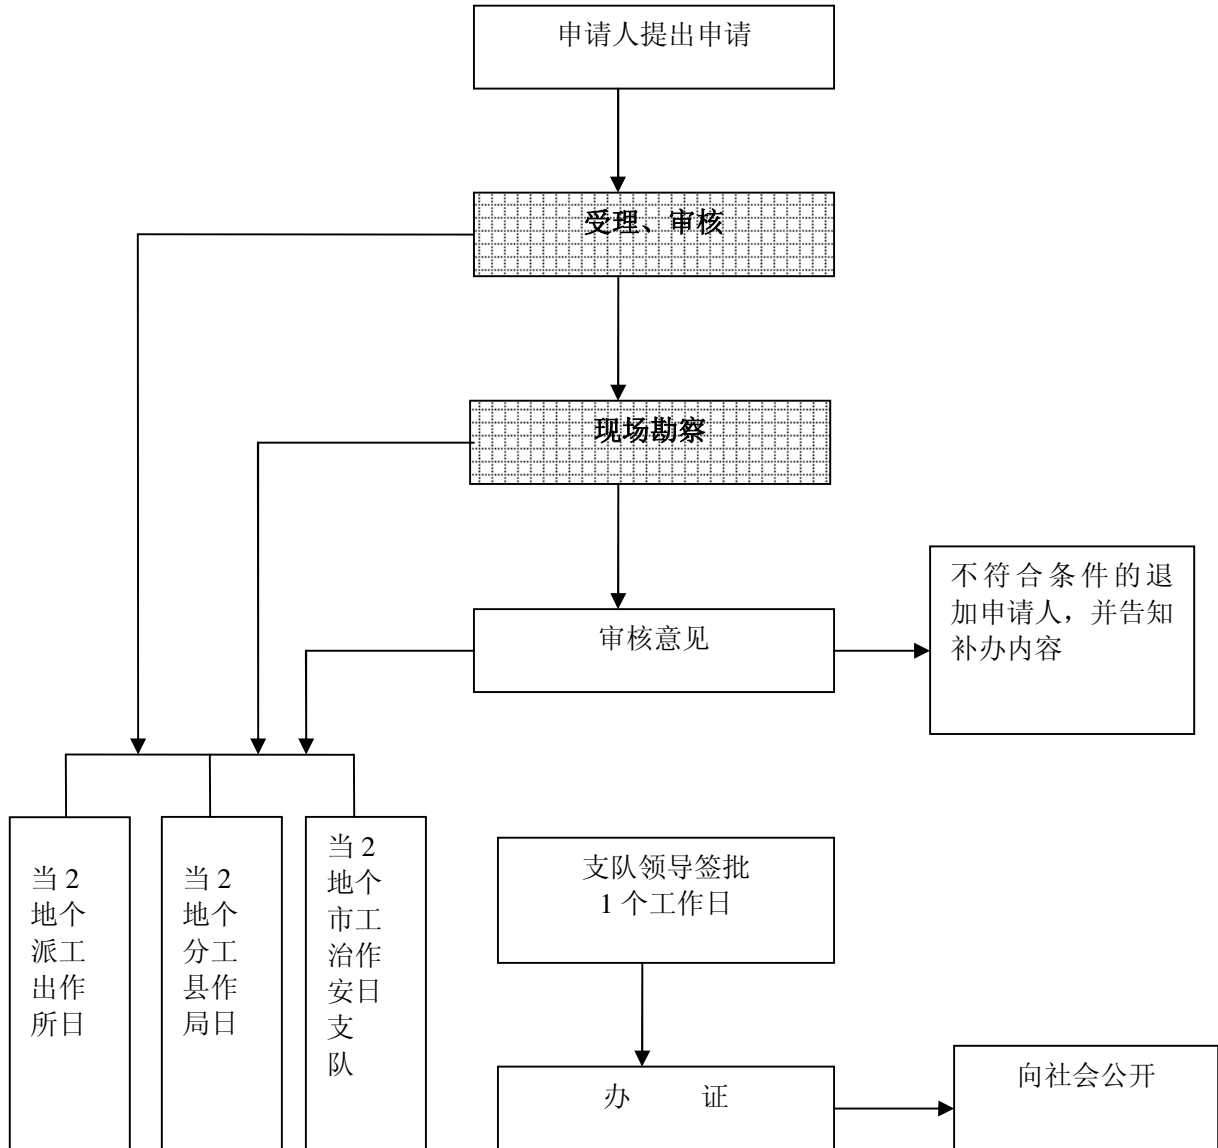 申请人提出申请
受理、审核
现场勘察
审核意见
不符合条件的退
加申请人，并告知
补办内容
当2
地个
派工
出作
所日
当2
地个
分工
县作
局日
当2
地个
市工
治作
安日
支
队
支队领导签批
1个工作日
办 证
向社会公开